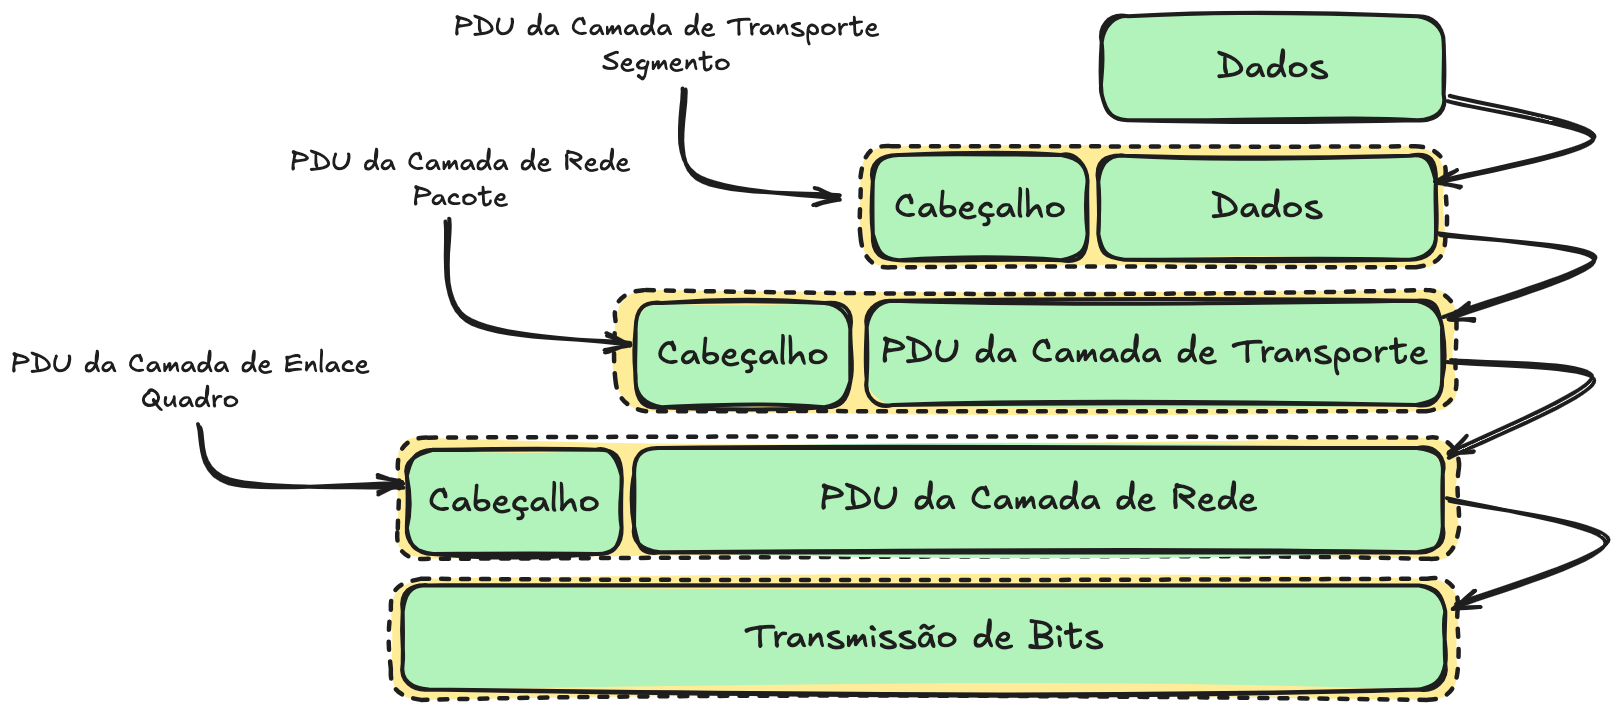 PDU da Camada de Transporte
Segmento
Dados
PDU da Camada de Rede
Pacote
Cabeçalho
Dados
PDU da Camada de Enlace
Quadro
Cabeçalho
PDU da Camada de Transporte
Cabeçalho
PDU da Camada de Rede
Transmissão de Bits